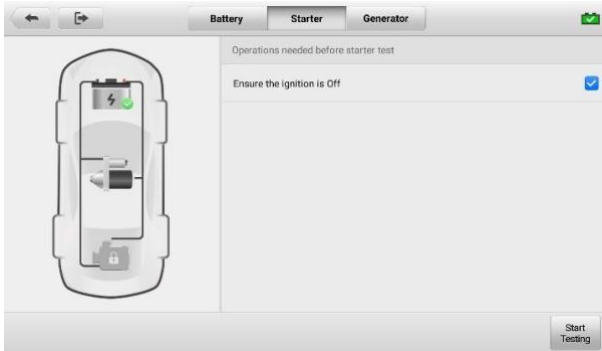 Battery
Starter
Generator
Operations needed before starter test
Ensure the ignition is Off
Start
Testing